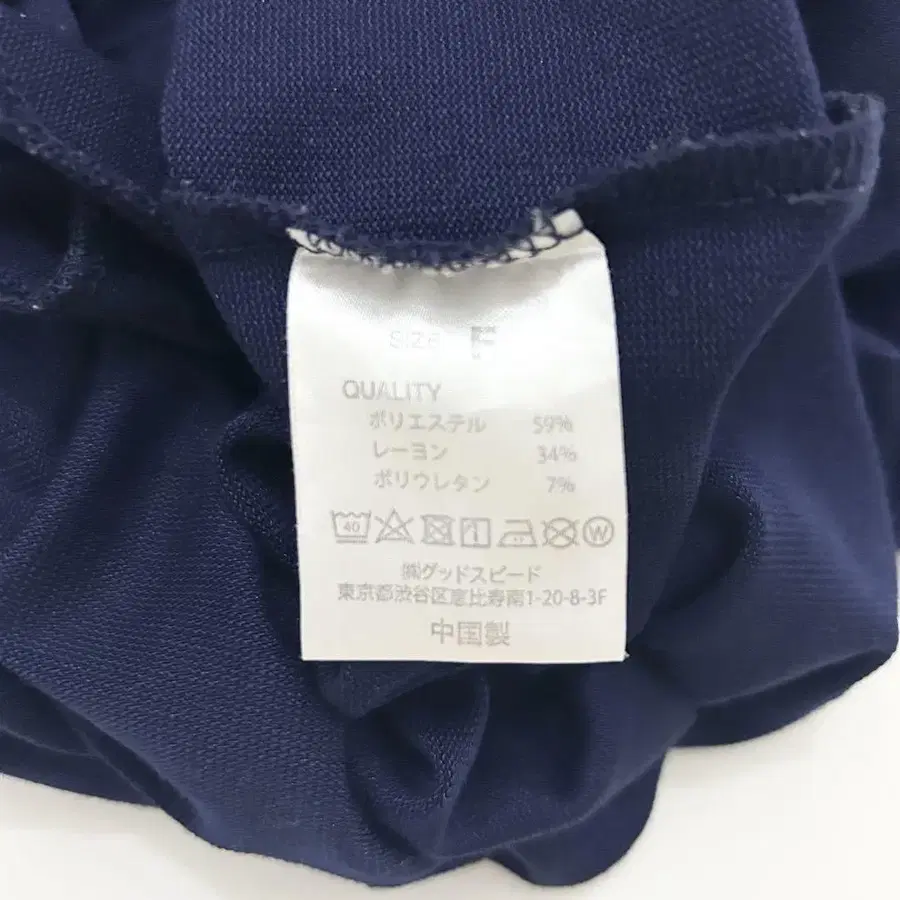 SIZE F
QUALITY
ポリエステル 59%
レーヨン 34%
ポリウレタン 7%
40 W
㈱グッドスピード
東京都渋谷区恵比寿南1-20-8-3F
中国製